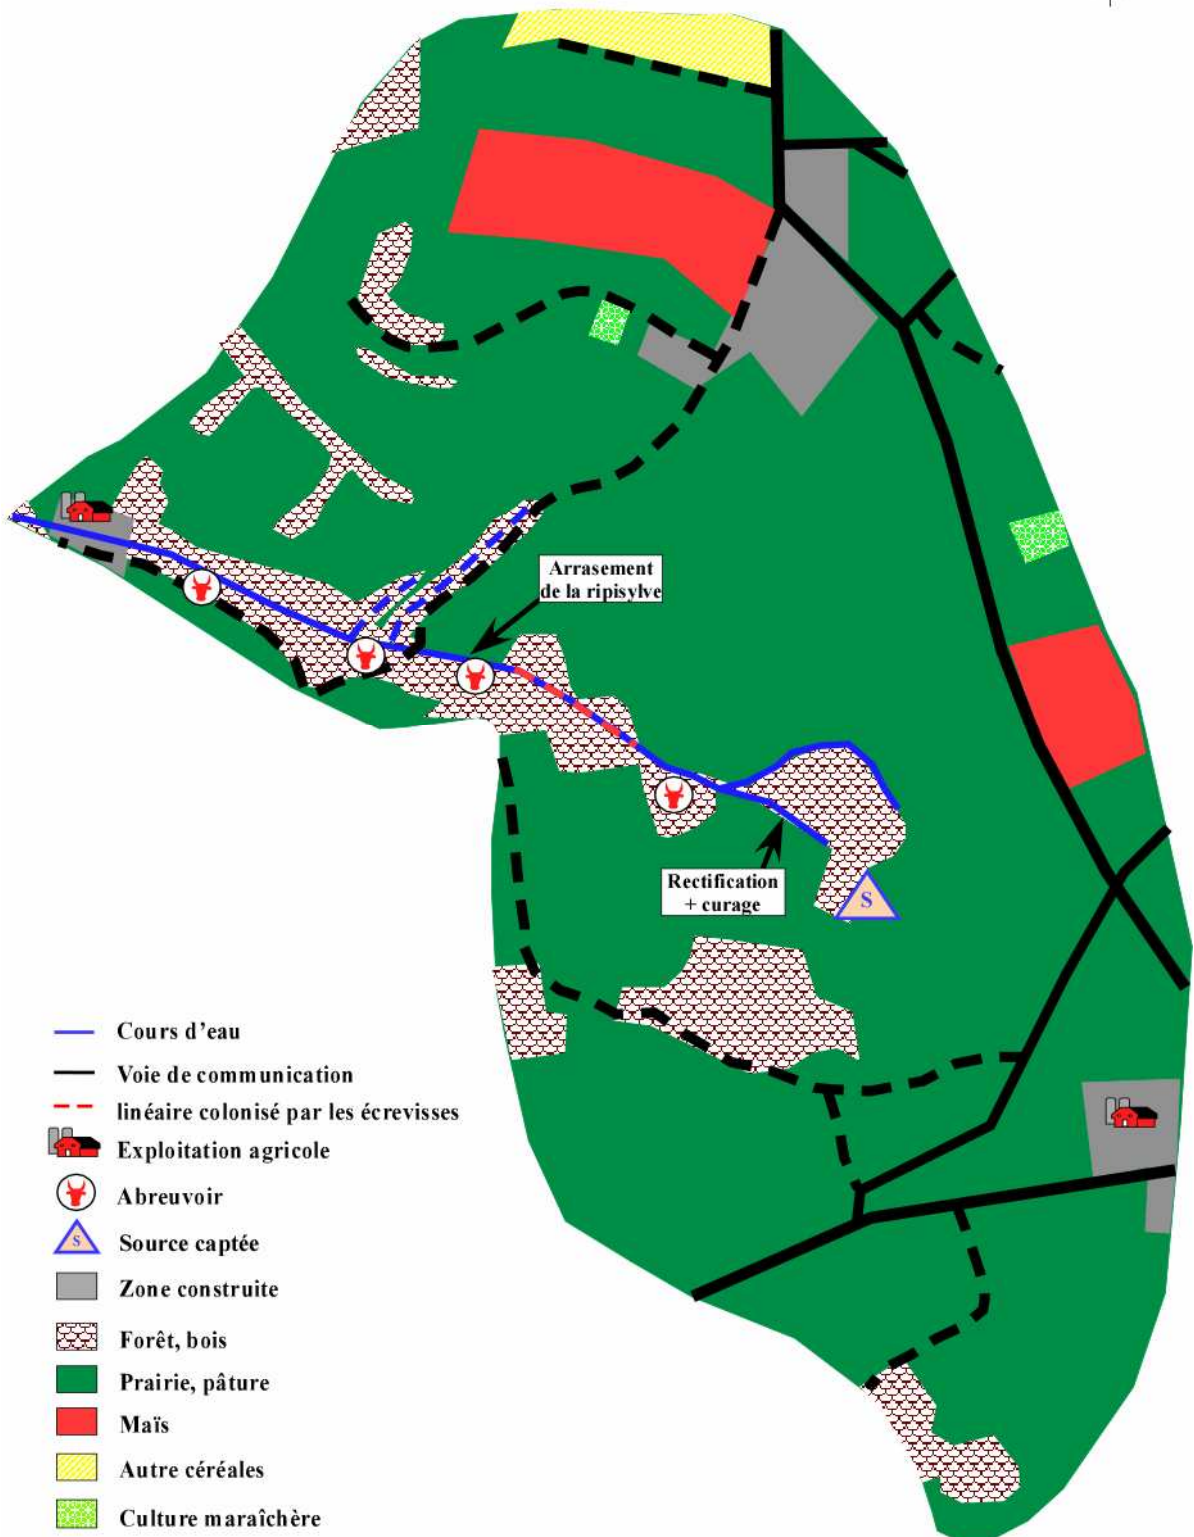 Arrasement
de la ripisylve
Rectification
+ curage
S
Cours d'eau
Voie de communication
linéaire colonisé par les écrevisses
Exploitation agricole
Abreuvoir
S
Source captée
Zone construite
Forêt, bois
Prairie, pâture
Maïs
Autre céréales
Culture maraîchère